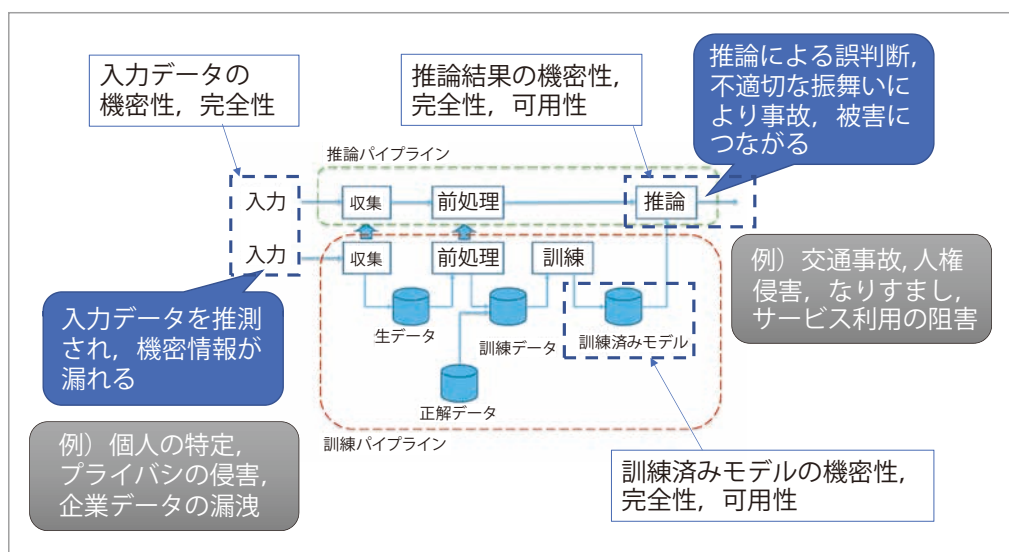 入力データの
機密性，完全性
推論結果の機密性，
完全性，可用性
推論による誤判断，
不適切な振舞いに
より事故，被害に
つながる
推論パイプライン
入力
収集
前処理
推論
入力
収集
前処理
訓練
例）交通事故，人権
侵害，なりすまし，
サービス利用の阻害
入力データを推測
され，機密情報が
漏れる
生データ
訓練データ
訓練済みモデル
正解データ
訓練パイプライン
例）個人の特定，
プライバシの侵害，
企業データの漏洩
訓練済みモデルの機密性，
完全性，可用性